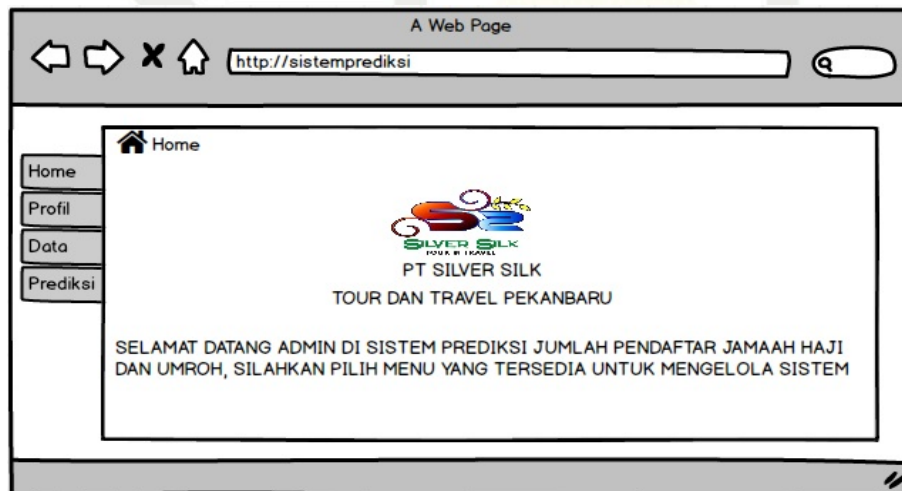 A Web Page
http://sistemprediksi
Home
Home
Profil
Data
Prediksi
SILVER SILK
TOUR & TRAVEL
PT SILVER SILK
TOUR DAN TRAVEL PEKANBARU
SELAMAT DATANG ADMIN DI SISTEM PREDIKSI JUMLAH PENDAFTAR JAMAAH HAJI
DAN UMROH, SILAHKAN PILIH MENU YANG TERSEDIA UNTUK MENGELOLA SISTEM